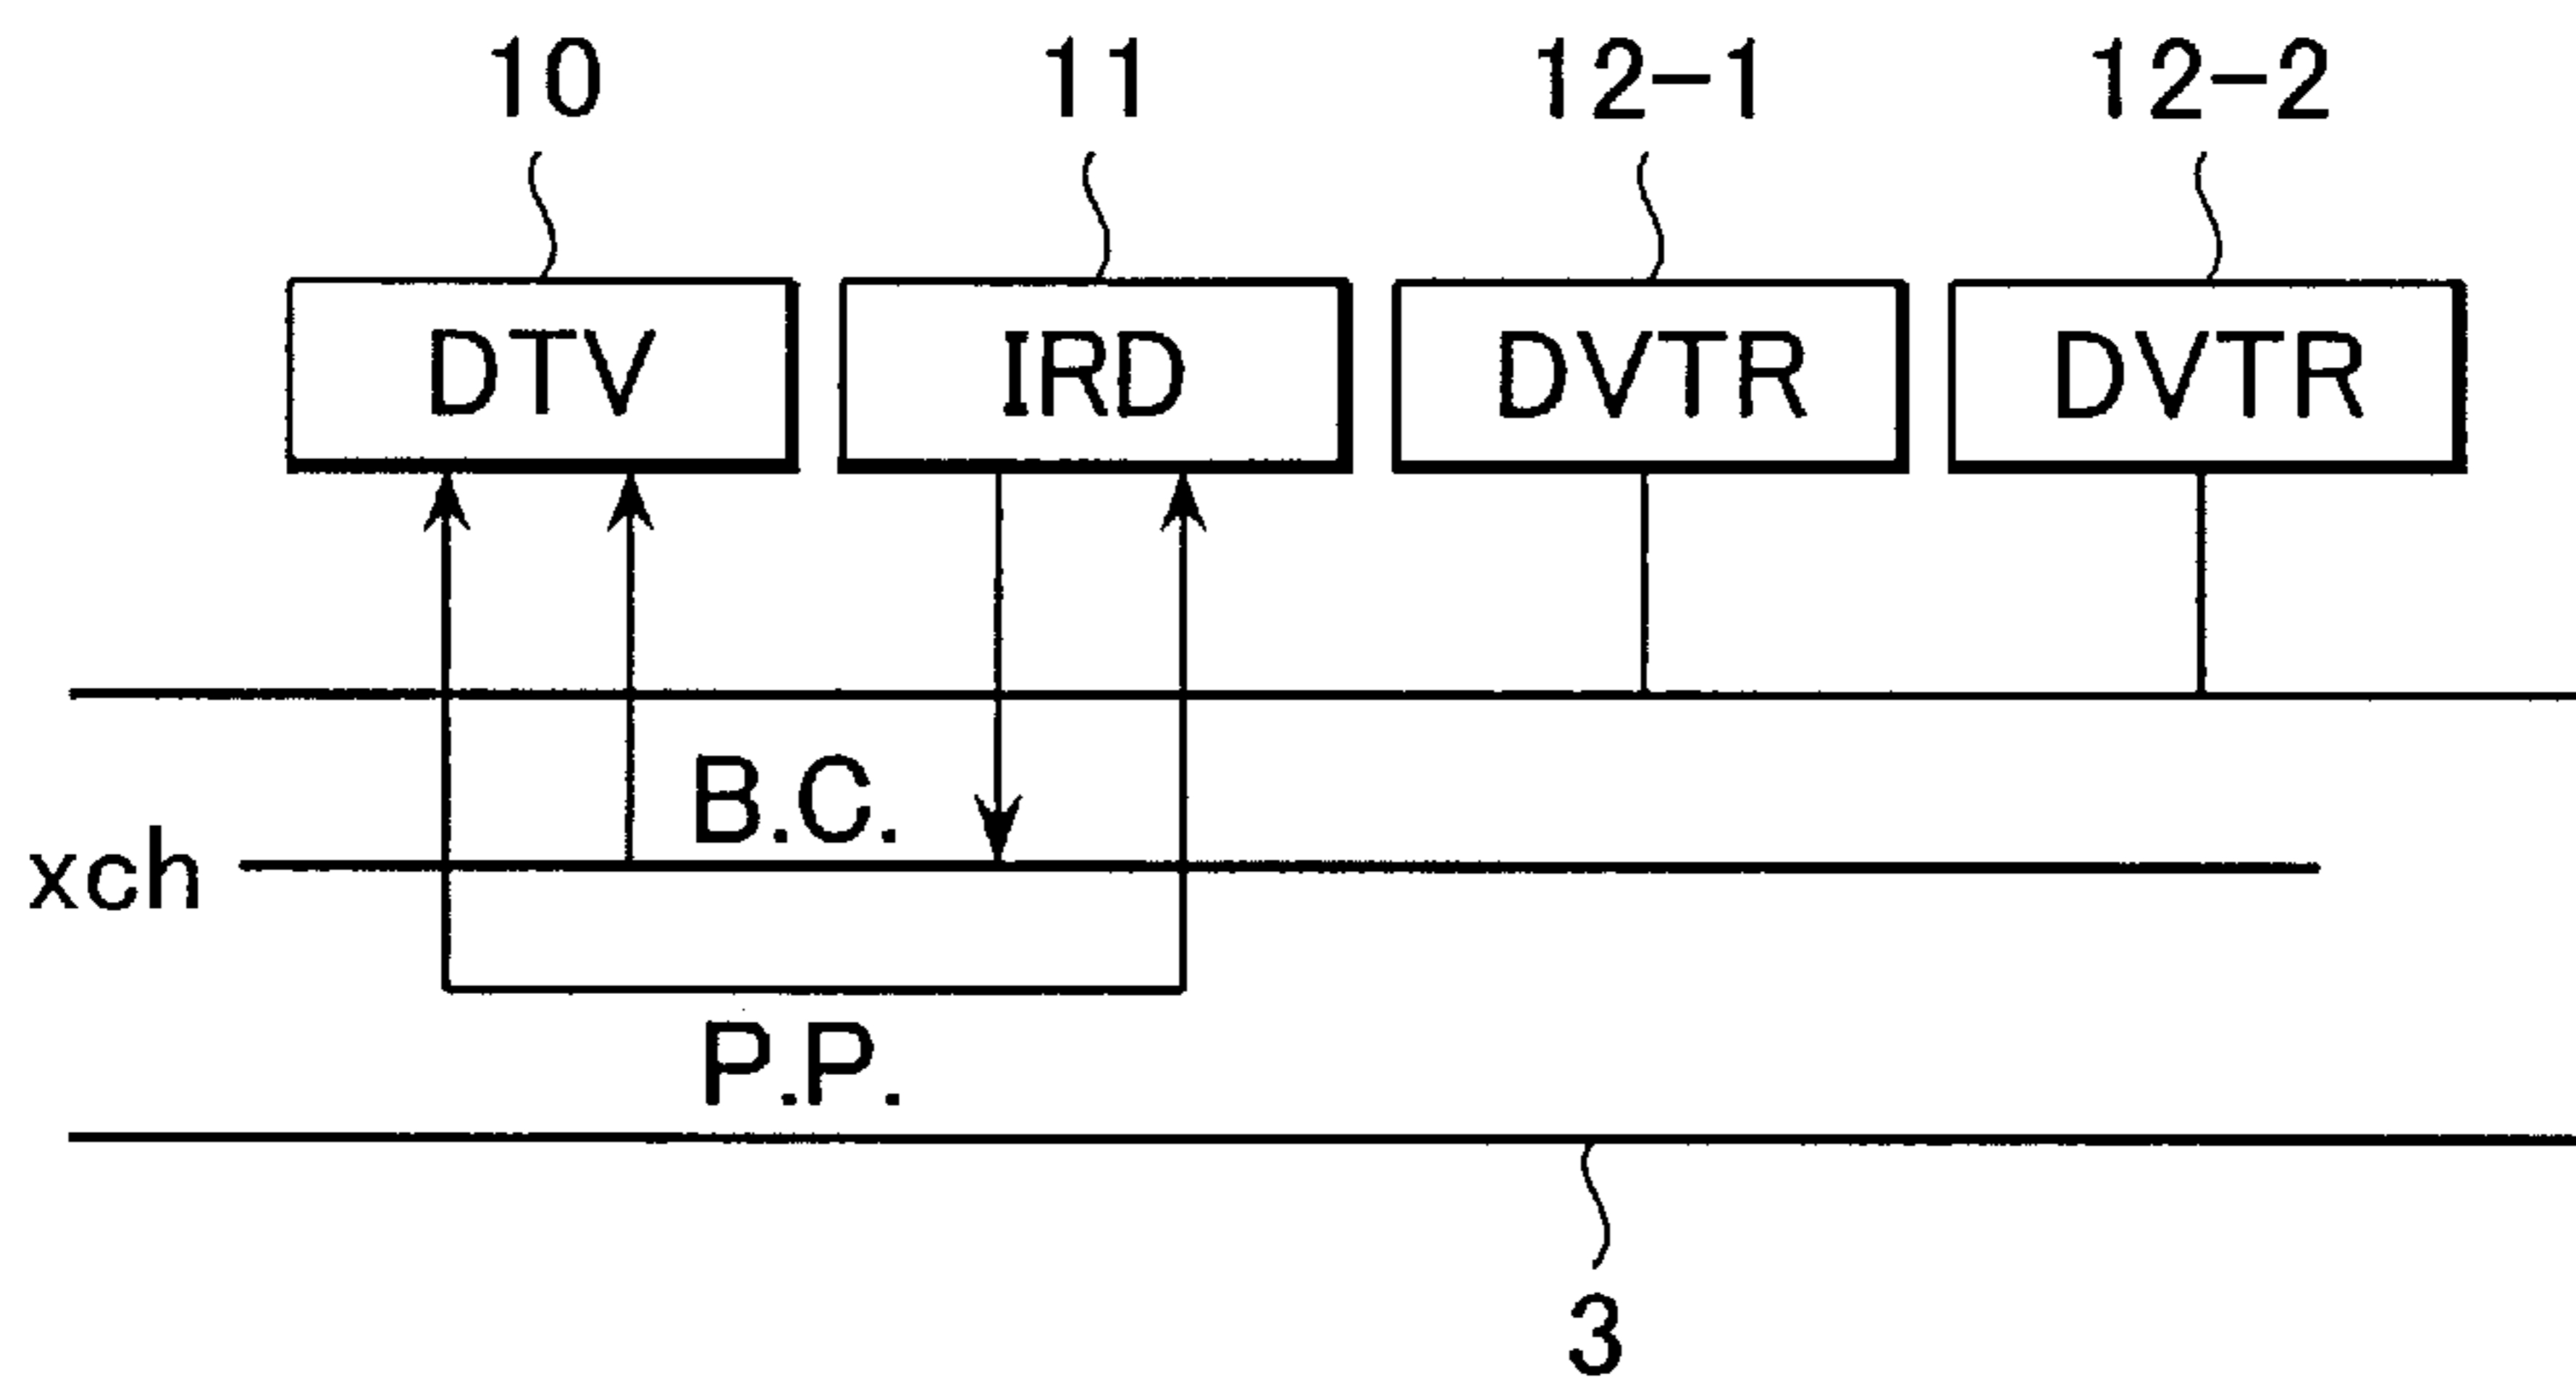 10 11 12-1 12-2
DTV IRD DVTR DVTR
B.C.
xch
P.P.
3